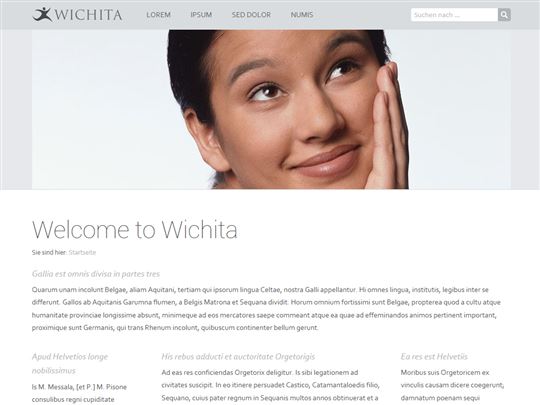 WICHITA LOREM IPSUM SED DOLOR NUMIS Suchen nach ...
Welcome to Wichita
Sie sind hier: Startseite
Gallia est omnis divisa in partes tres
Quarum unam incolunt Belgae, aliam Aquitani, tertiam qui ipsorum lingua Celtae, nostra Galli appellantur. Hi omnes lingua, institutis, legibus inter se
differunt. Gallos ab Aquitanis Garumna flumen, a Belgis Matrona et Sequana dividit. Horum omnium fortissimi sunt Belgae, propterea quod a cultu atque
humanitate provinciae longissime absunt, minimeque ad eos mercatores saepe commeant atque ea quae ad effeminandos animos pertinent important,
proximique sunt Germanis, qui trans Rhenum incolunt, quibuscum continenter bellum gerunt.
Apud Helvetios longe
nobilissimus
Is M. Messala, [et P.] M. Pisone
consulibus regni cupiditate
His rebus adducti et auctoritate Orgetorigis
Ad eas res conficiendas Orgetorix deligitur. Is sibi legationem ad
civitates suscipit. In eo itinere persuadet Castico, Catamantaloedis filio,
Sequano, cuius pater regnum in Sequanis multos annos obtinuerat et a
Ea res est Helvetiis
Moribus suis Orgetoricem ex
vinculis causam dicere coegerunt;
damnatum poenam sequi